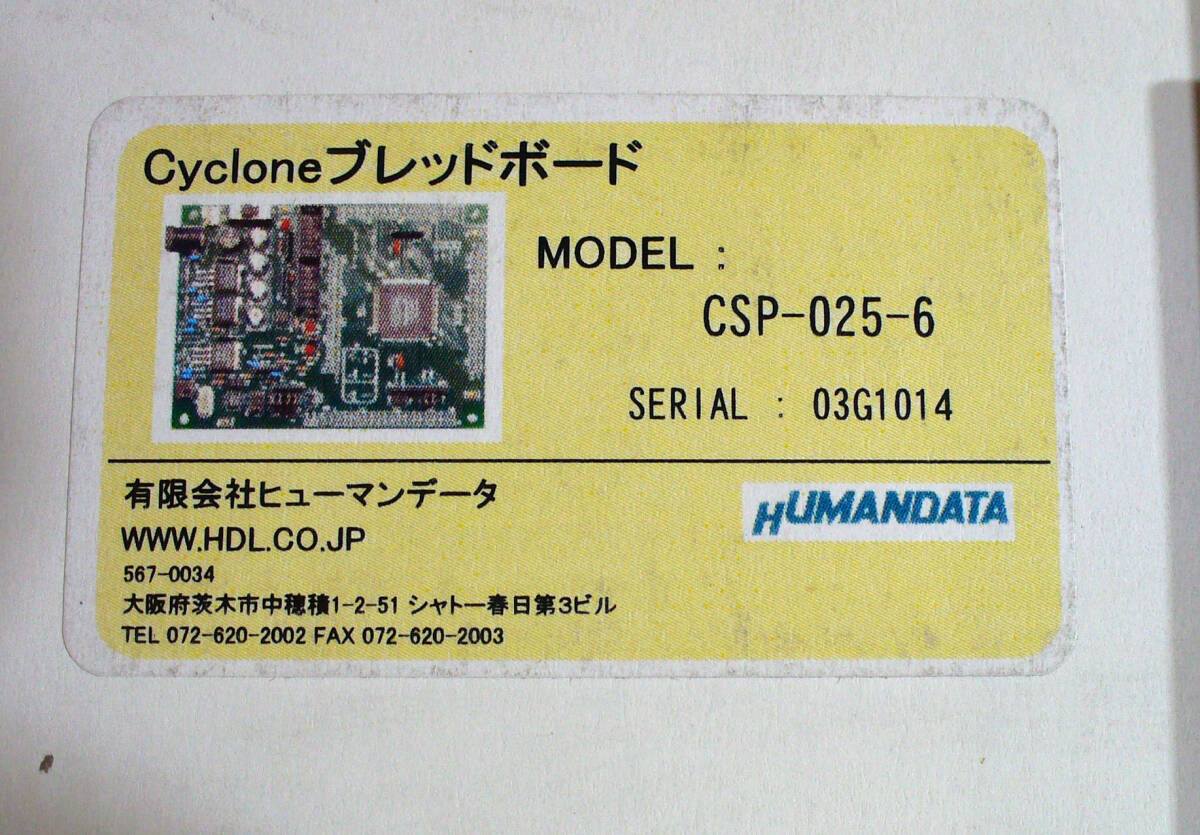 Cycloneブレッドボード
MODEL :
CSP-025-6
SERIAL : 03G1014
有限会社ヒューマンデータ
HUMANDATA
WWW.HDL.CO.JP
567-0034
大阪府茨木市中穂積1-2-51 シャトー春日第3ビル
TEL 072-620-2002 FAX 072-620-2003